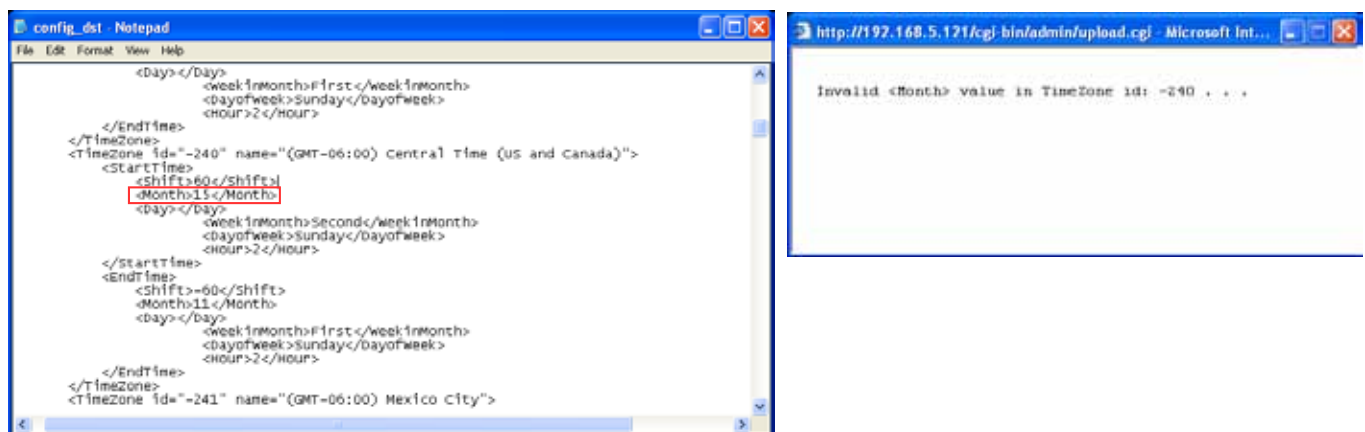 config_dst - Notepad
File Edit Format View Help
<Day></Day>
<WeekInMonth>First</WeekInMonth>
<DayofWeek>Sunday</DayofWeek>
<Hour>2</Hour>
</EndTime>
</TimeZone>
<TimeZone id="-240" name="(GMT-06:00) Central Time (US and Canada)">
<StartTime>
<Shift>60</Shift>
<Month>15</Month>
<Day></Day>
<WeekInMonth>Second</WeekInMonth>
<DayofWeek>Sunday</DayofWeek>
<Hour>2</Hour>
</StartTime>
<EndTime>
<Shift>-60</Shift>
<Month>11</Month>
<Day></Day>
<WeekInMonth>First</WeekInMonth>
<DayofWeek>Sunday</DayofWeek>
<Hour>2</Hour>
</EndTime>
</TimeZone>
<TimeZone id="-241" name="(GMT-06:00) Mexico City">
http://192.168.5.121/cgi-bin/admin/upload.cgi - Microsoft Int...
Invalid <Month> value in TimeZone id: -240 . . .